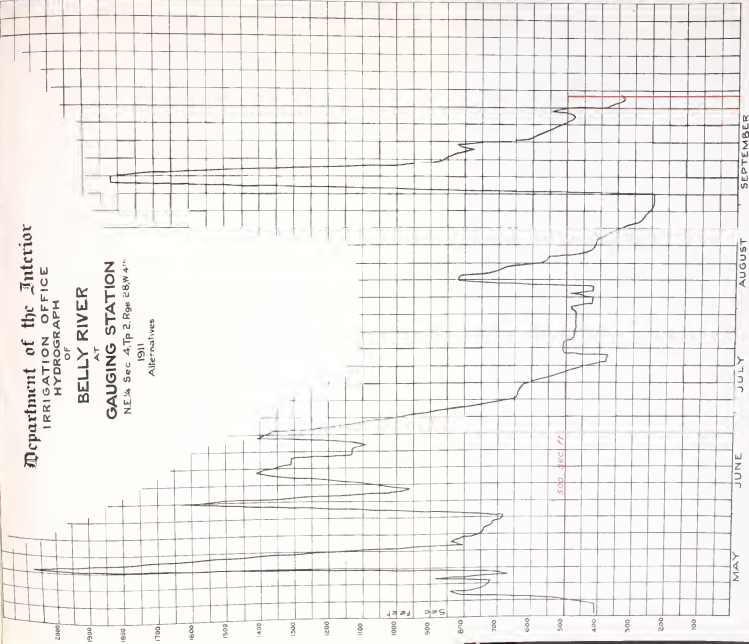 Department of the Interior
IRRIGATION OFFICE
HYDROGRAPH
OF
BELLY RIVER
AT
GAUGING STATION
N.E.¼ Sec 4,Tp 2,Rge 28,W 4th
1911
Alternatives
2000
1900
1800
1700
1600
1500
1400
1300
1200
1100
1000
900
800
700
600
500
400
300
200
100
500 sec. ft
MAY
JUNE
JULY
AUGUST
SEPTEMBER